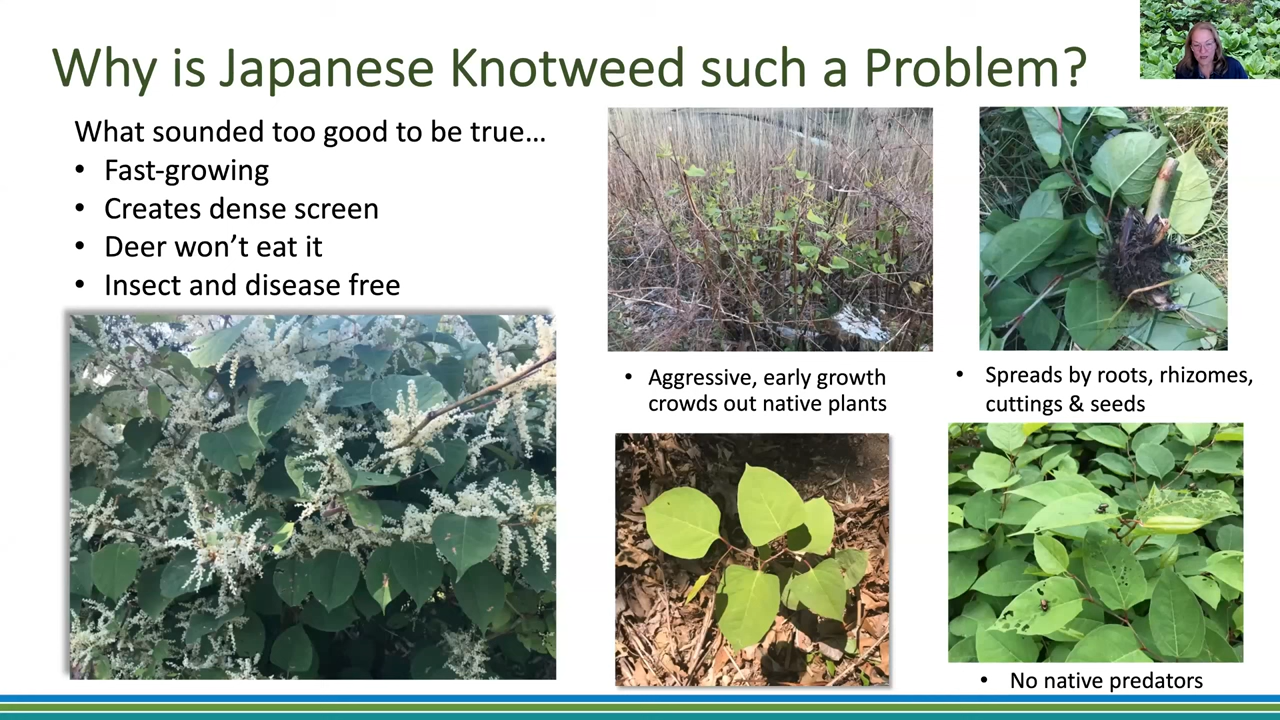 Why is Japanese Knotweed such a Problem?
What sounded too good to be true…
• Fast-growing
• Creates dense screen
• Deer won’t eat it
• Insect and disease free
• Aggressive, early growth
crowds out native plants
• Spreads by roots, rhizomes,
cuttings & seeds
• No native predators